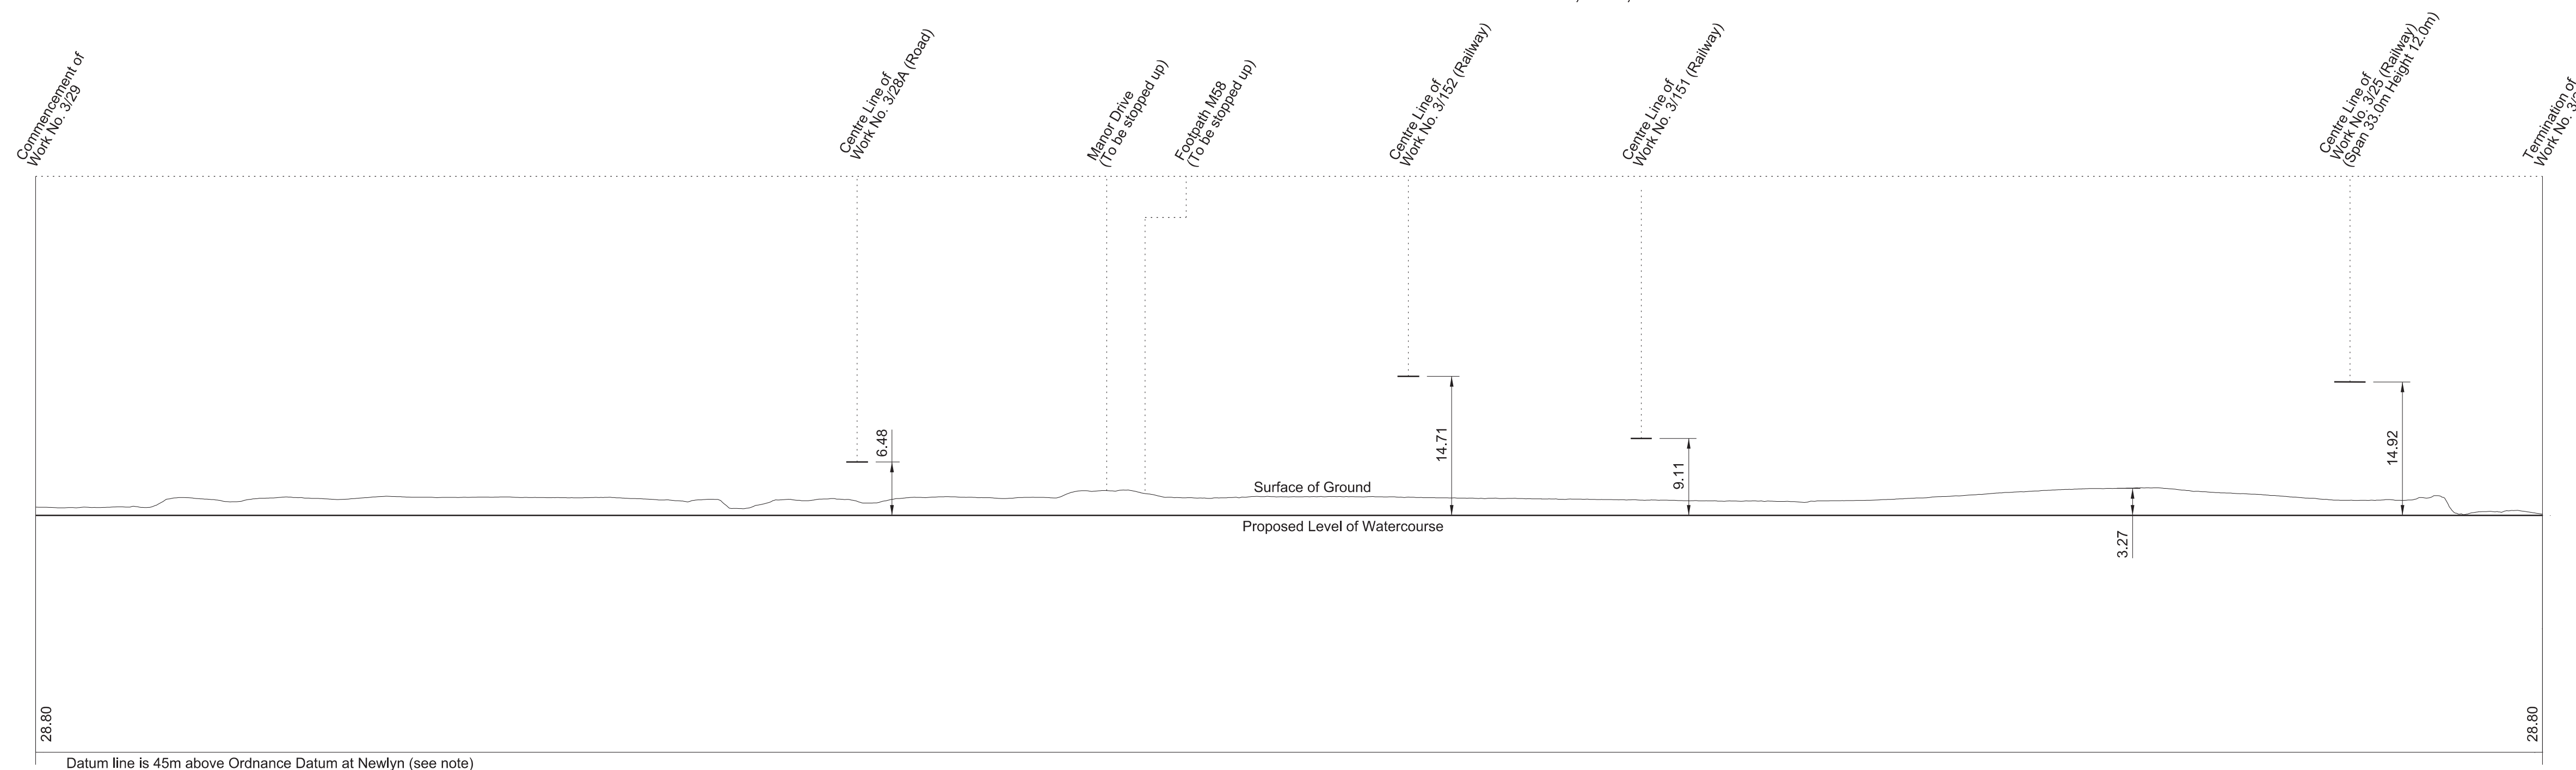 Commencement of
Work No. 3/29
Centre Line of
Work No. 3/28A (Road)
Manor Drive
(To be stopped up)
Footpath M58
(To be stopped up)
Centre Line of
Work No. 3/152 (Railway)
Centre Line of
Work No. 3/151 (Railway)
Centre Line of
Work No. 3/25 (Railway)
(Span 33.0m Height 12.0m)
Termination of
Work No.
6.48
14.71
9.11
14.92
Surface of Ground
Proposed Level of Watercourse
3.27
28.80
28.80
Datum line is 45m above Ordnance Datum at Newlyn (see note)